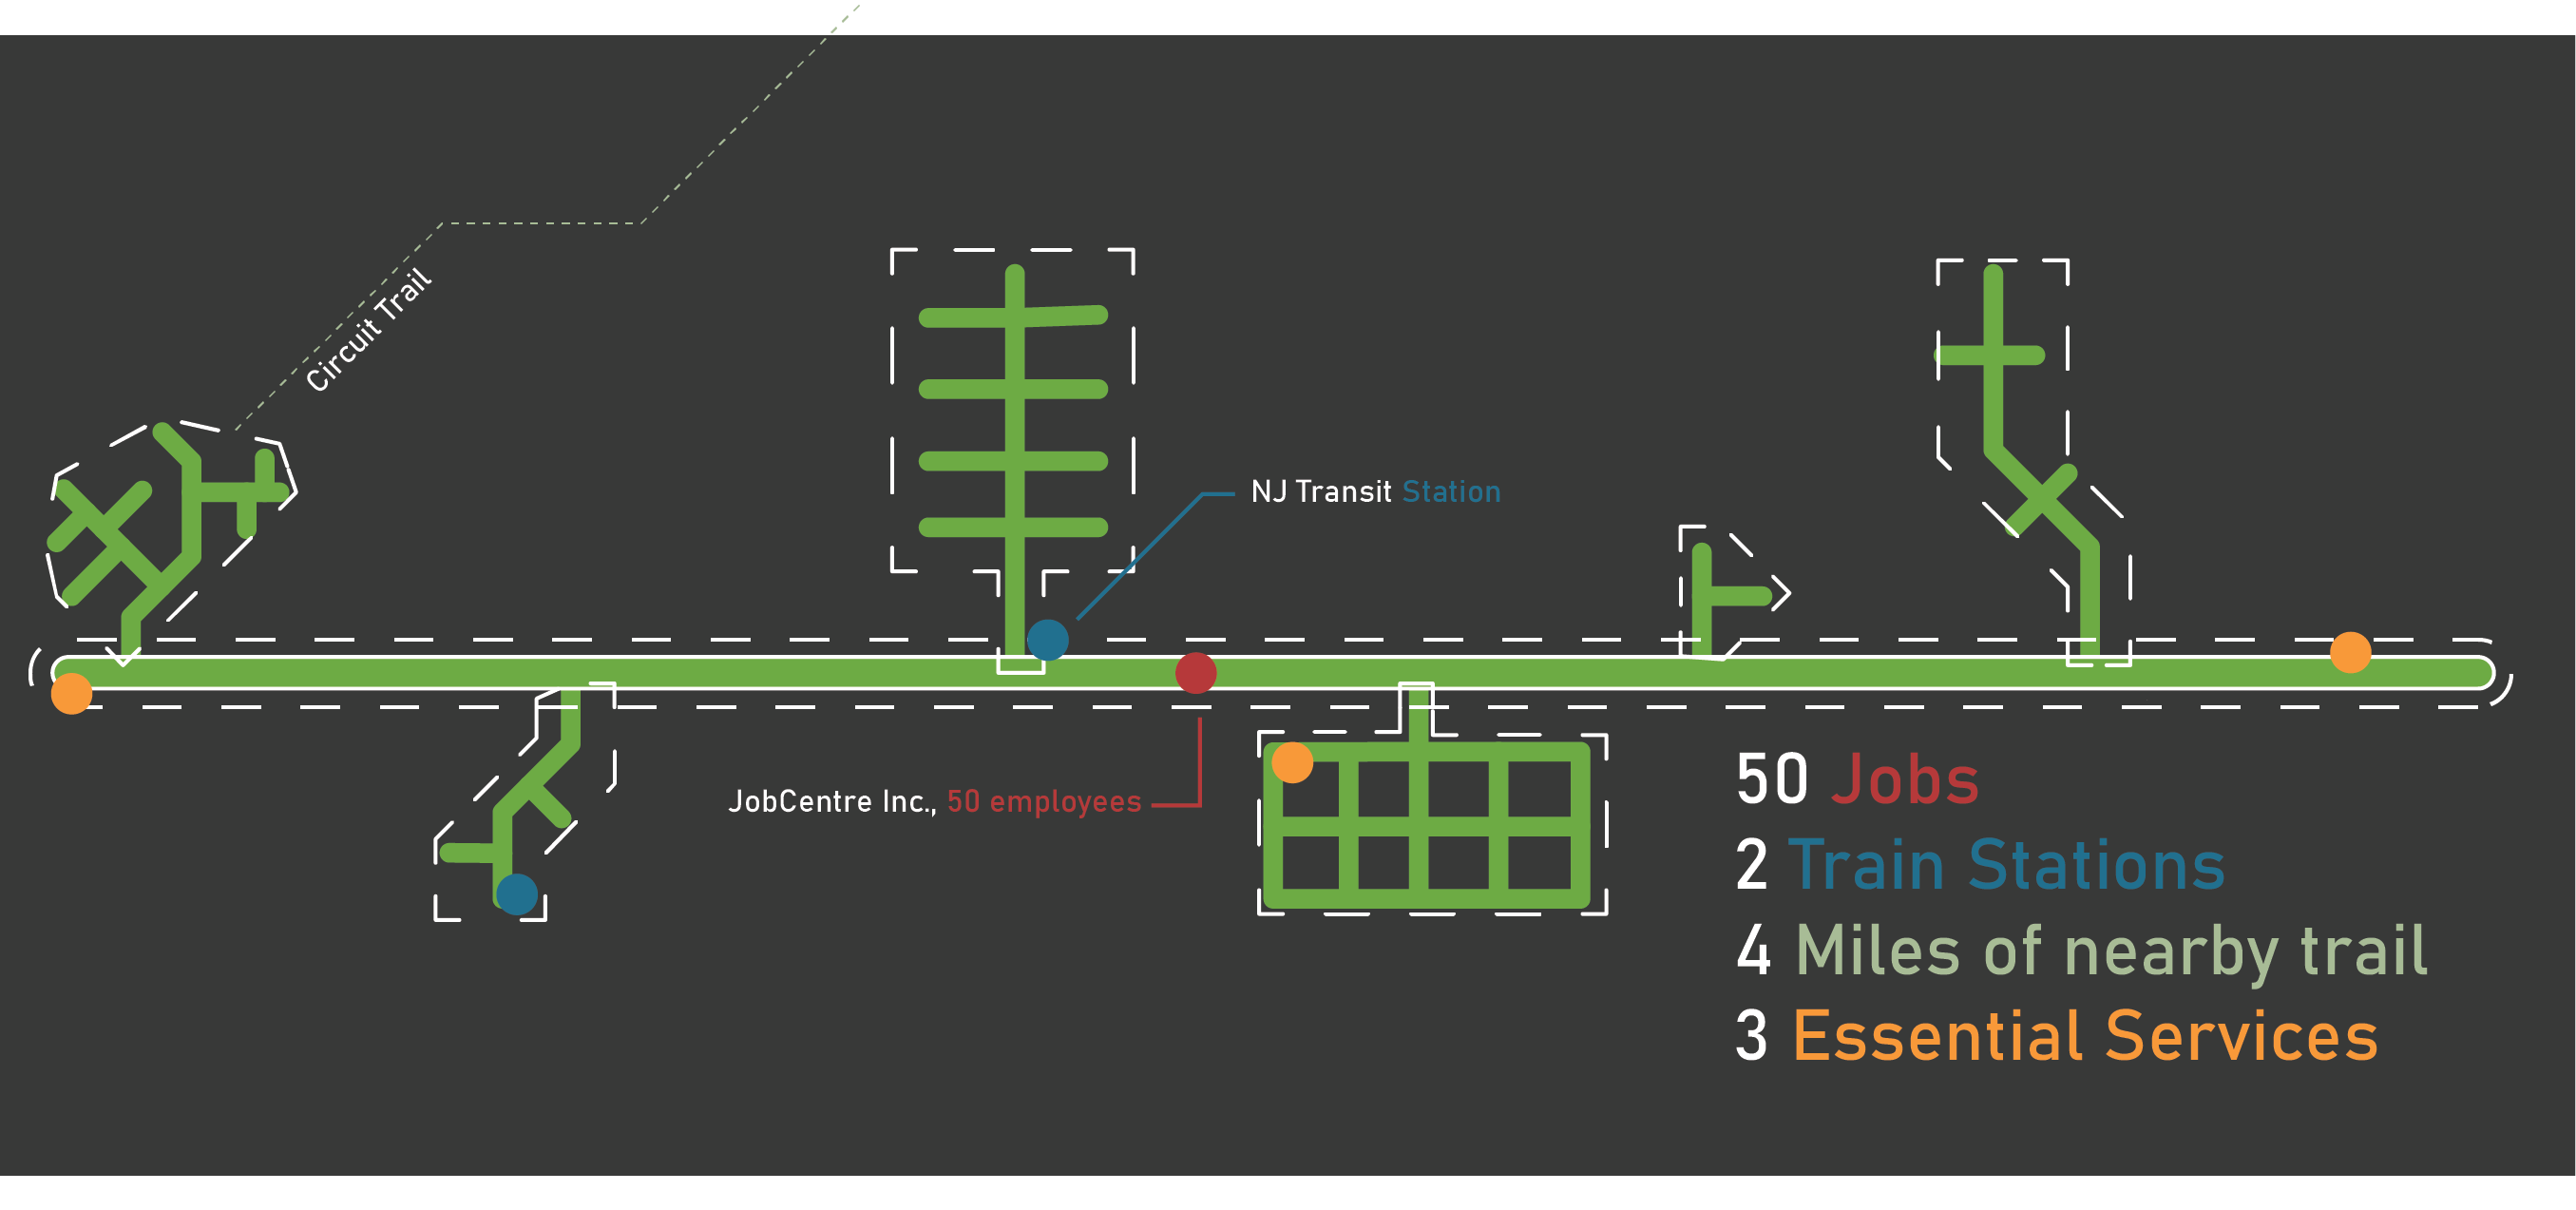 Circuit Trail
NJ Transit Station
JobCentre Inc., 50 employees
50 Jobs
2 Train Stations
4 Miles of nearby trail
3 Essential Services